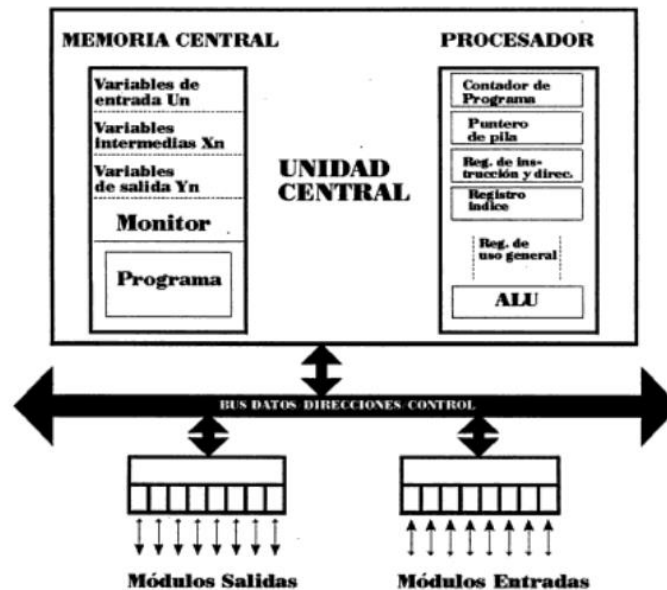 MEMORIA CENTRAL
Variables de
entrada Un
Variables
intermedias Xn
Variables
de salida Yn
Monitor
Programa
UNIDAD
CENTRAL
PROCESADOR
Contador de
Programa
Puntero
de pila
Reg. de ins-
trucción y direc.
Registro
indice
Reg. de
uso general
ALU
BUS DATOS/DIRECCIONES/CONTROL
Módulos Salidas
Módulos Entradas